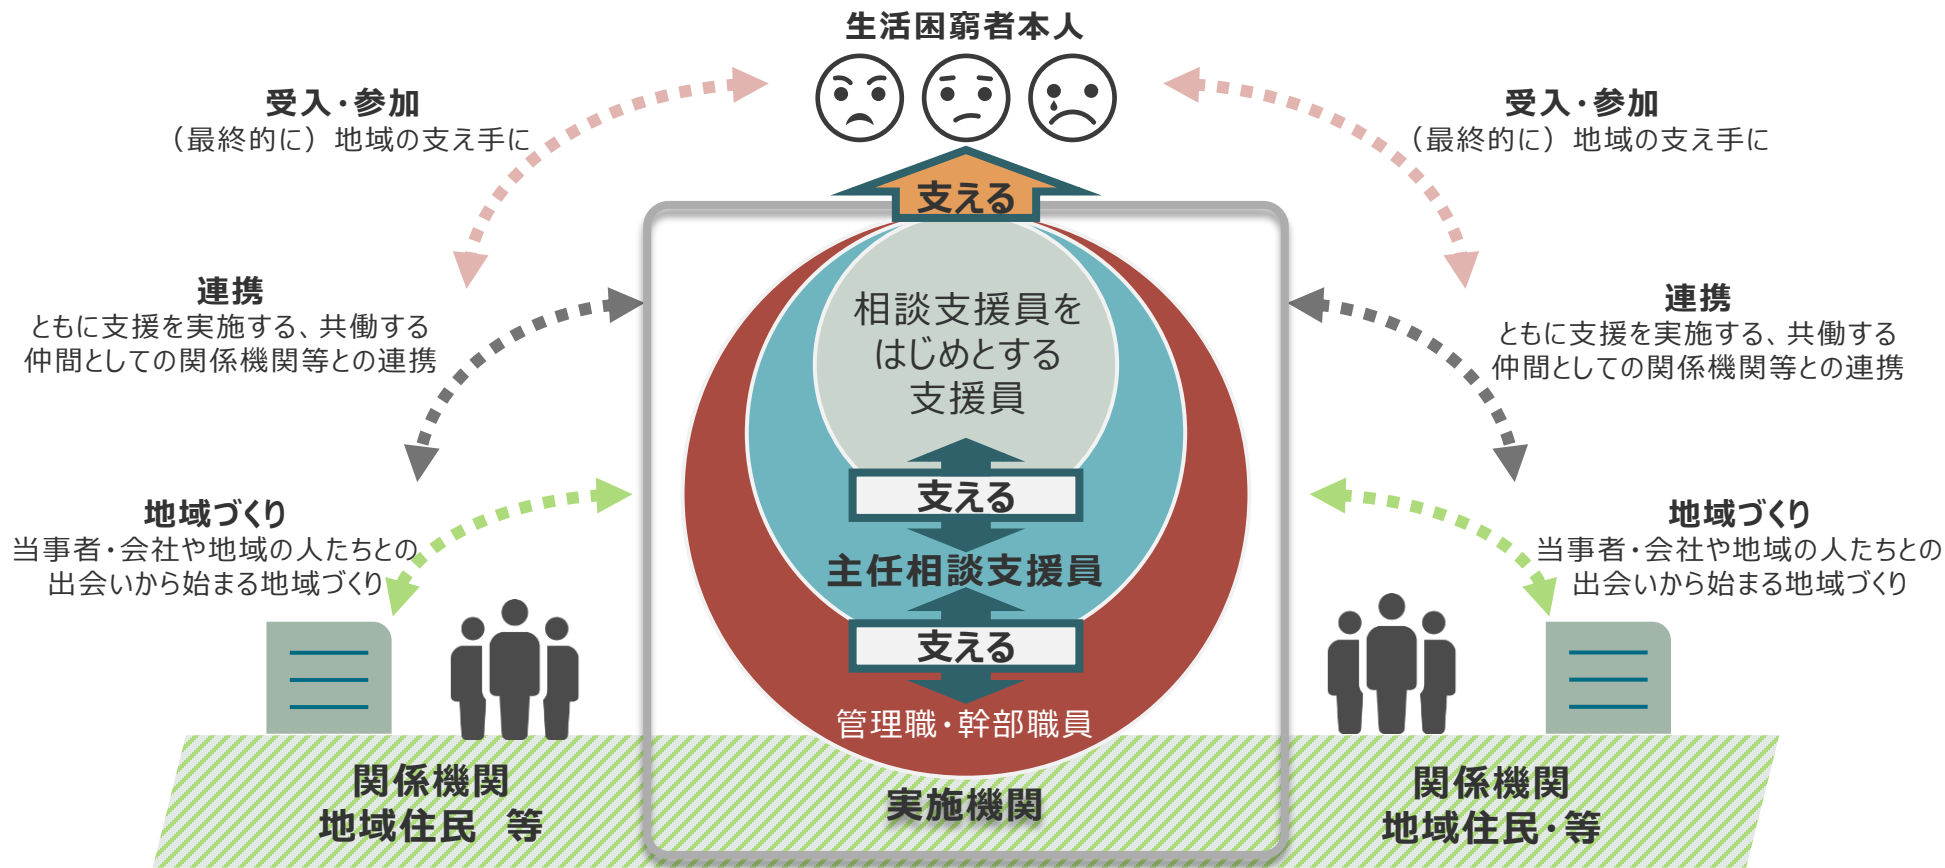 生活困窮者本人
受入・参加
（最終的に）地域の支え手に
受入・参加
（最終的に）地域の支え手に
支える
連携
ともに支援を実施する、共働する
仲間としての関係機関等との連携
相談支援員を
はじめとする
支援員
連携
ともに支援を実施する、共働する
仲間としての関係機関等との連携
支える
地域づくり
当事者・会社や地域の人たちとの
出会いから始まる地域づくり
主任相談支援員
地域づくり
当事者・会社や地域の人たちとの
出会いから始まる地域づくり
支える
管理職・幹部職員
関係機関
地域住民　等
実施機関
関係機関
地域住民・等